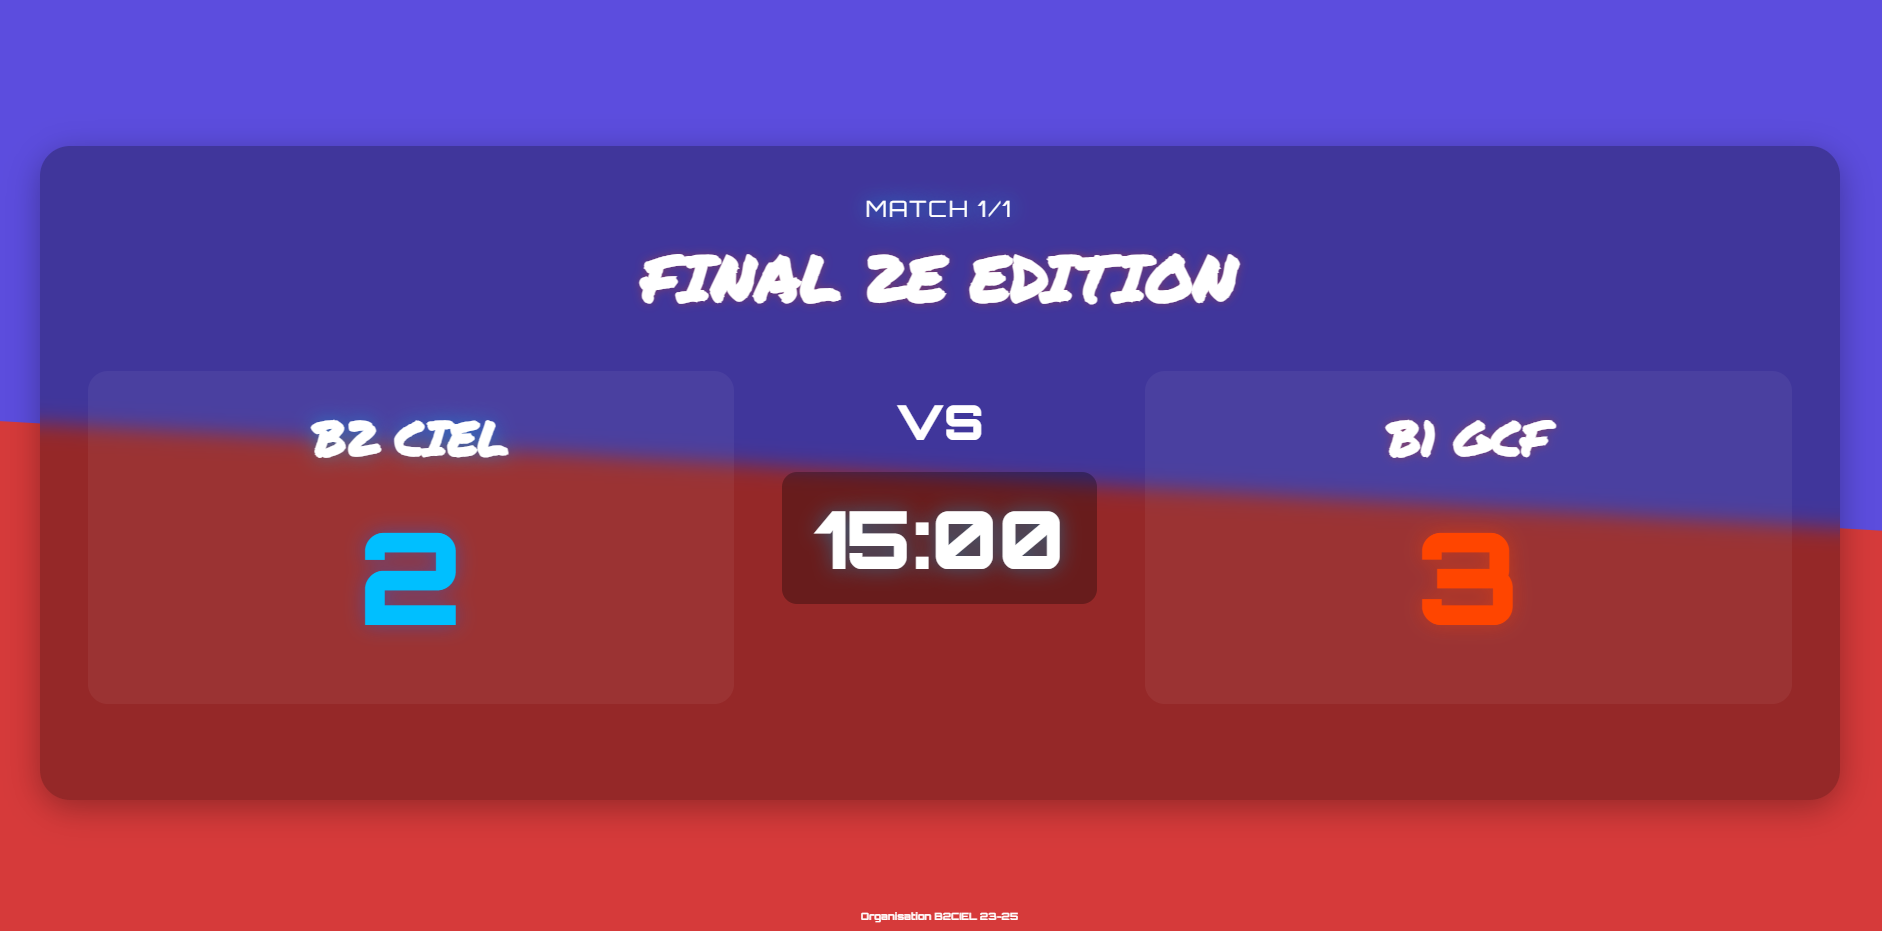 MATCH 1/1
FINAL 2E EDITION
B2 CIEL
2
VS
15:00
B1 GCF
3
Organisation B2CIEL 23-25